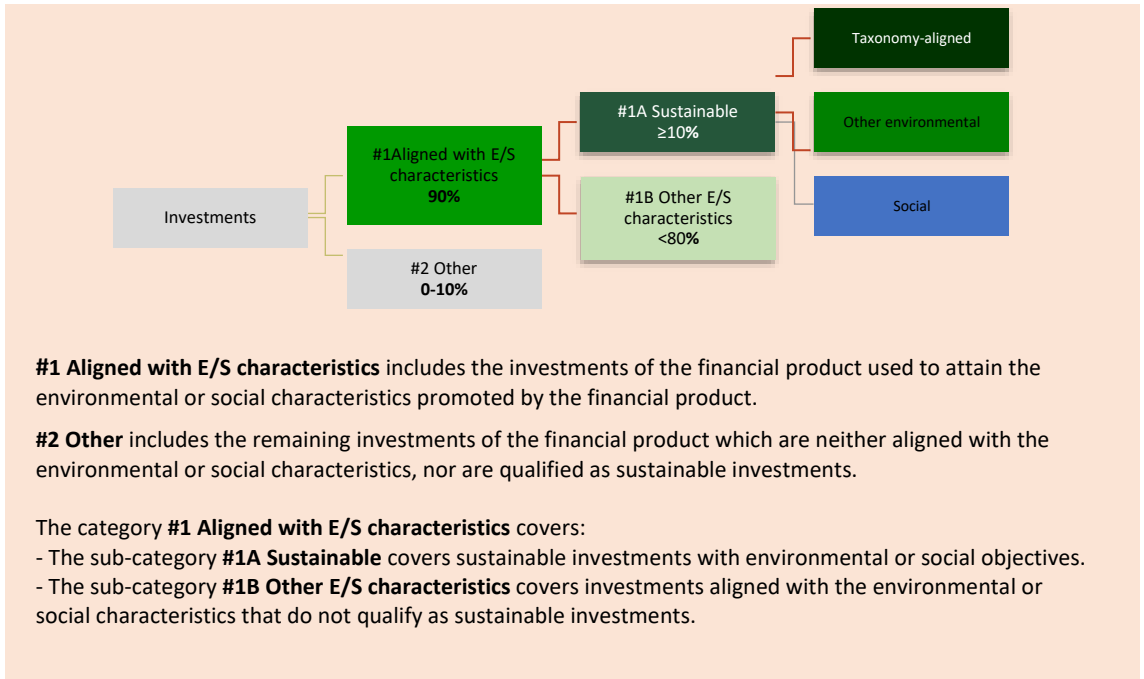 Taxonomy-aligned
#1A Sustainable
≥10%
Other environmental
#1Aligned with E/S
characteristics
90%
#1B Other E/S
characteristics
<80%
Investments
Social
#2 Other
0-10%
#1 Aligned with E/S characteristics includes the investments of the financial product used to attain the
environmental or social characteristics promoted by the financial product.
#2 Other includes the remaining investments of the financial product which are neither aligned with the
environmental or social characteristics, nor are qualified as sustainable investments.
The category #1 Aligned with E/S characteristics covers:
- The sub-category #1A Sustainable covers sustainable investments with environmental or social objectives.
- The sub-category #1B Other E/S characteristics covers investments aligned with the environmental or
social characteristics that do not qualify as sustainable investments.